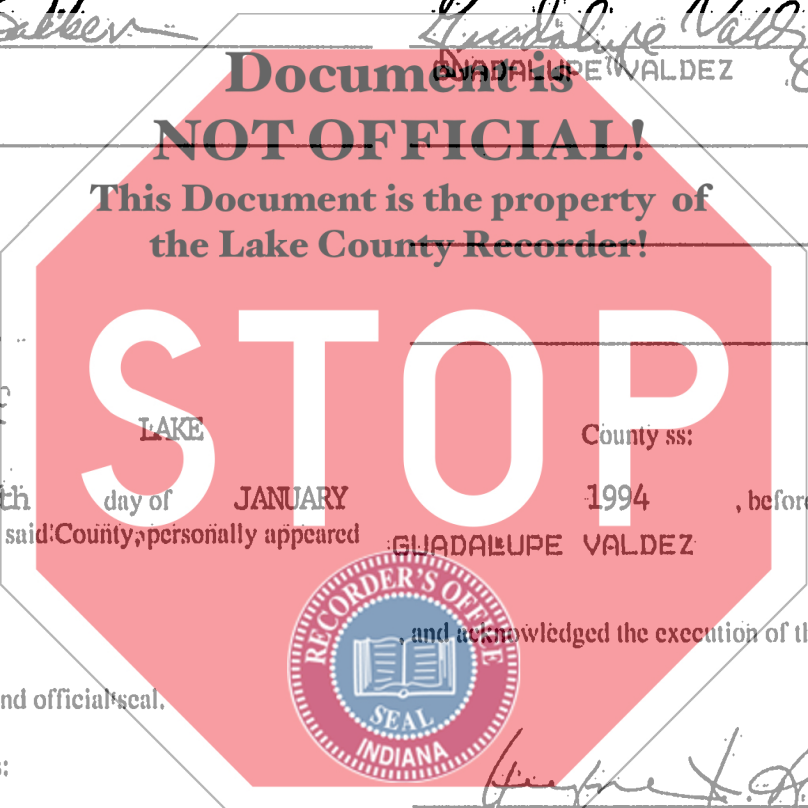 Guadalupe Valdez
Document is
GUADALUPE VALDEZ
NOT OFFICIAL!
This Document is the property of
the Lake County Recorder!
STOP
LAKE
County ss:
th day of JANUARY 1994 , before
said County, personally appeared GUADALUPE VALDEZ
RECORDER'S OFFICE
, and acknowledged the execution of th
nd official seal.
SEAL
INDIANA